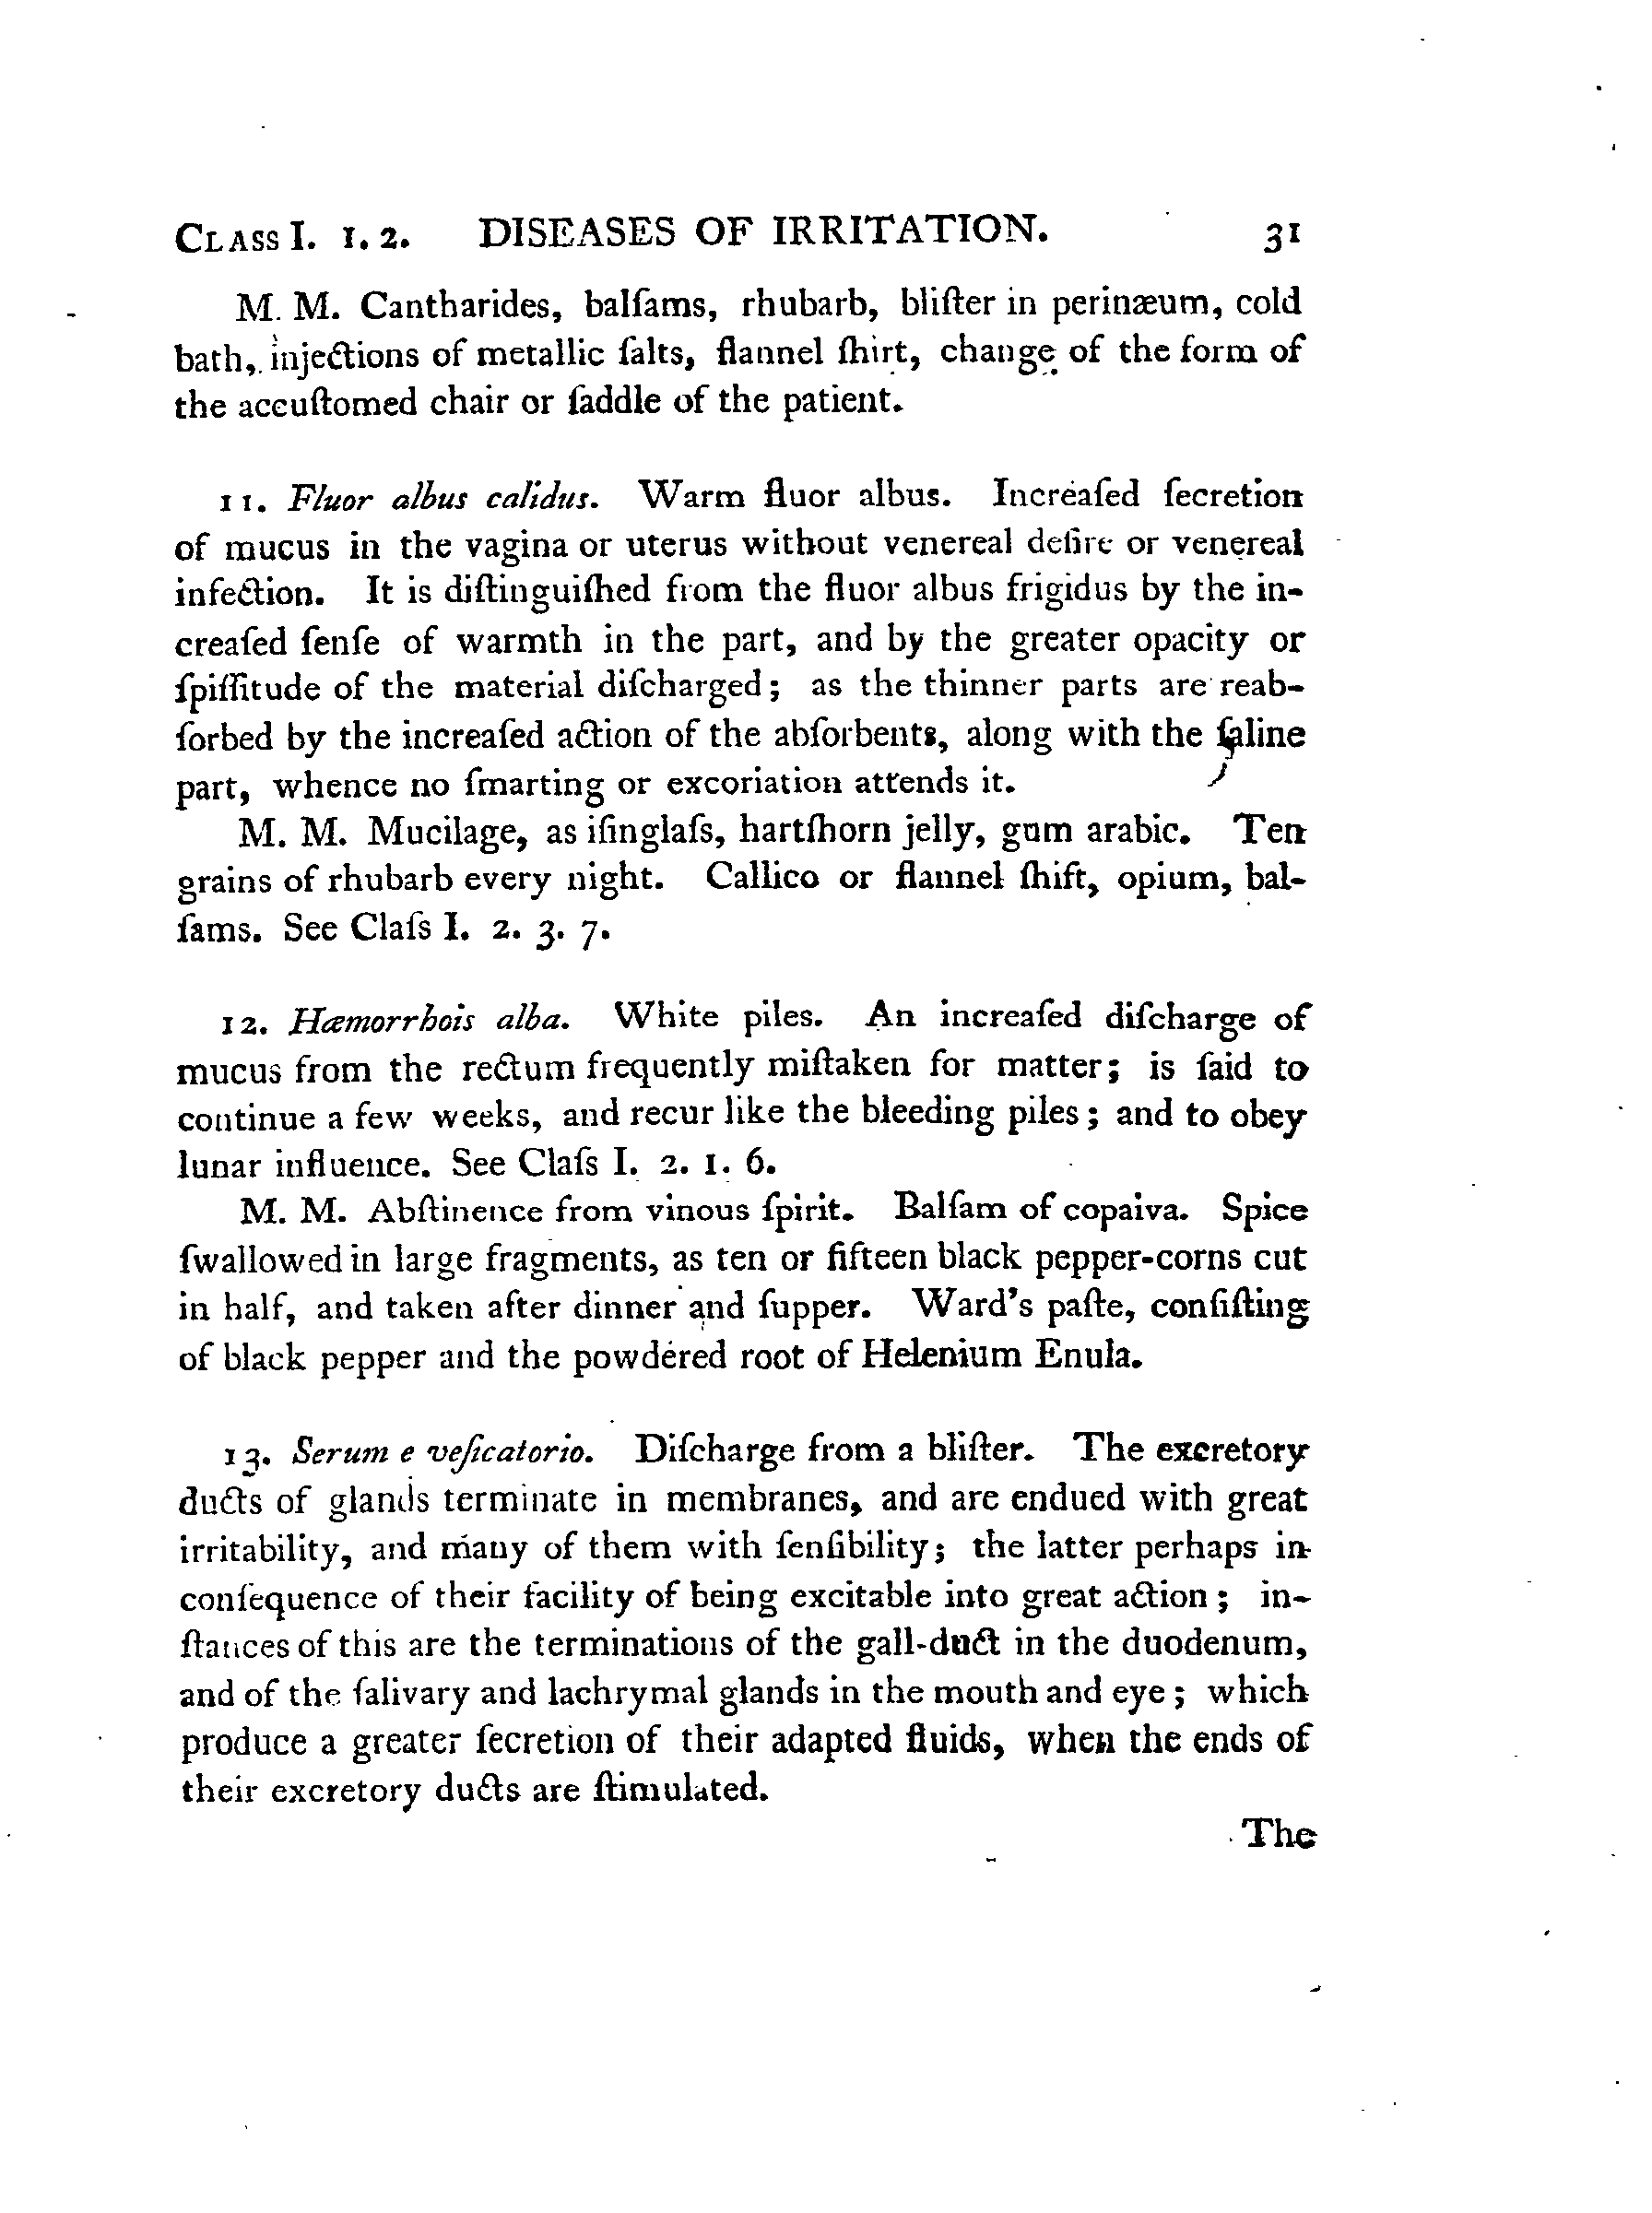 CLASS I. 1. 2. DISEASES OF IRRITATION. 31
M. M. Cantharides, balſams, rhubarb, bliſter in perinæum, cold
bath, injections of metallic ſalts, flannel ſhirt, change of the form of
the accuſtomed chair or ſaddle of the patient.
11. Fluor albus calidus. Warm fluor albus. Increaſed ſecretion
of mucus in the vagina or uterus without venereal deſire or venereal
infection. It is diſtinguiſhed from the fluor albus frigidus by the in-
creaſed ſenſe of warmth in the part, and by the greater opacity or
ſpiſſitude of the material diſcharged; as the thinner parts are reab-
ſorbed by the increaſed action of the abſorbents, along with the ſaline
part, whence no ſmarting or excoriation attends it.
M. M. Mucilage, as iſinglaſs, hartſhorn jelly, gum arabic. Ten
grains of rhubarb every night. Callico or flannel ſhift, opium, bal-
ſams. See Claſs I. 2. 3. 7.
12. Hæmorrhois alba. White piles. An increaſed diſcharge of
mucus from the rectum frequently miſtaken for matter; is ſaid to
continue a few weeks, and recur like the bleeding piles; and to obey
lunar influence. See Claſs I. 2. 1. 6.
M. M. Abſtinence from vinous ſpirit. Balſam of copaiva. Spice
ſwallowed in large fragments, as ten or fifteen black pepper-corns cut
in half, and taken after dinner and ſupper. Ward's paſte, conſiſting
of black pepper and the powdered root of Helenium Enula.
13. Serum e veſicatorio. Diſcharge from a bliſter. The excretory
ducts of glands terminate in membranes, and are endued with great
irritability, and many of them with ſenſibility; the latter perhaps in
conſequence of their facility of being excitable into great action; in-
ſtances of this are the terminations of the gall-duct in the duodenum,
and of the ſalivary and lachrymal glands in the mouth and eye; which
produce a greater ſecretion of their adapted fluids, when the ends of
their excretory ducts are ſtimulated.
The